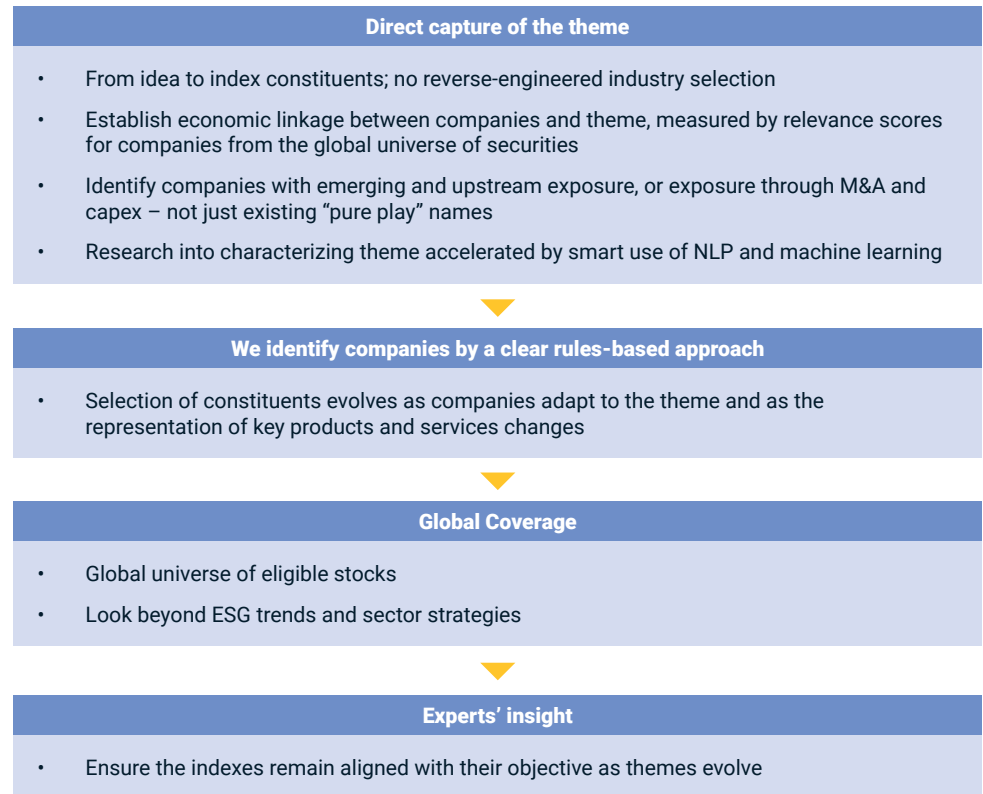 Direct capture of the theme
• From idea to index constituents; no reverse-engineered industry selection
• Establish economic linkage between companies and theme, measured by relevance scores
for companies from the global universe of securities
• Identify companies with emerging and upstream exposure, or exposure through M&A and
capex – not just existing “pure play” names
• Research into characterizing theme accelerated by smart use of NLP and machine learning
We identify companies by a clear rules-based approach
• Selection of constituents evolves as companies adapt to the theme and as the
representation of key products and services changes
Global Coverage
• Global universe of eligible stocks
• Look beyond ESG trends and sector strategies
Experts’ insight
• Ensure the indexes remain aligned with their objective as themes evolve